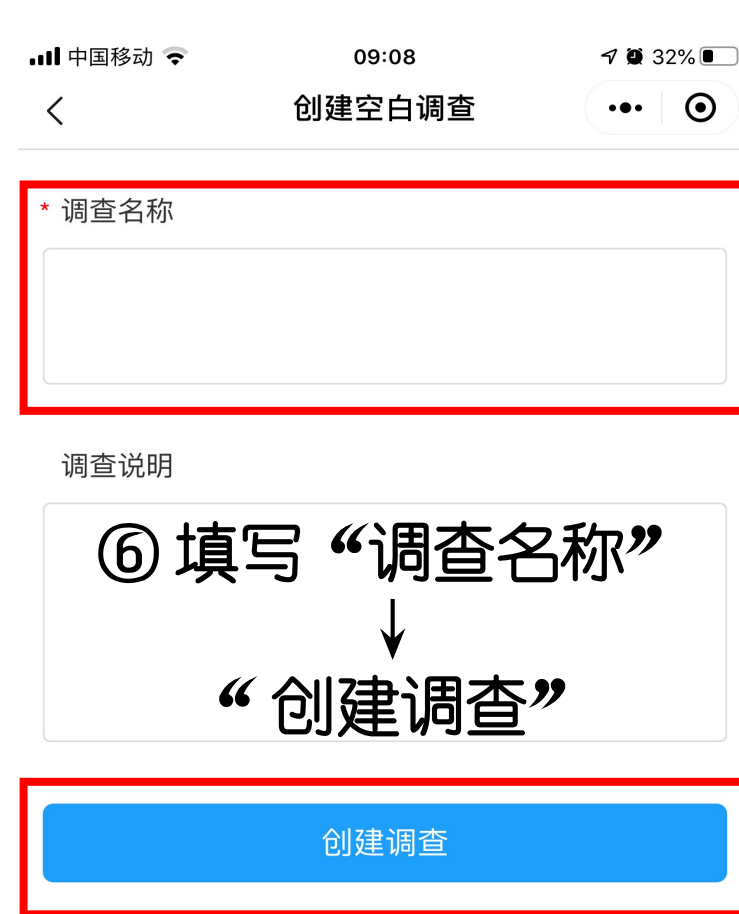 中国移动 09:08 32%
创建空白调查
* 调查名称
调查说明
⑥填写“调查名称”
↓
“创建调查”
创建调查